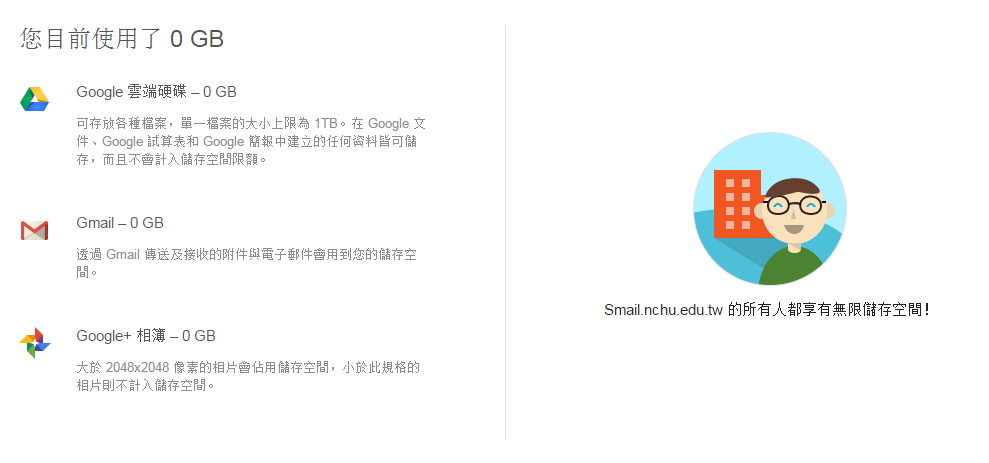 您目前使用了 0 GB
Google 雲端硬碟 – 0 GB
可存放各種檔案，單一檔案的大小上限為 1TB。在 Google 文
件、Google 試算表和 Google 簡報中建立的任何資料皆可儲
存，而且不會計入儲存空間限額。
Gmail – 0 GB
透過 Gmail 傳送及接收的附件與電子郵件會用到您的儲存空
間。
Google+ 相簿 – 0 GB
大於 2048x2048 像素的相片會佔用儲存空間，小於此規格的
相片則不計入儲存空間。
Smail.nchu.edu.tw 的所有人都享有無限儲存空間！